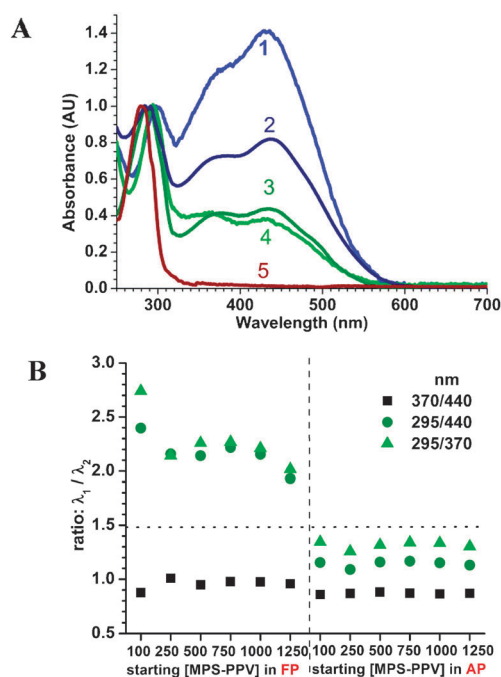 A
Absorbance (AU)
1.4
1.2
1.0
0.8
0.6
0.4
0.2
0.0
1
2
3
4
5
300 400 500 600 700
Wavelength (nm)
B
ratio: λ1 / λ2
3.0
2.5
2.0
1.5
1.0
0.5
nm
370/440
295/440
295/370
100 250 500 750 1000 1250 100 250 500 750 1000 1250
starting [MPS-PPV] in FP starting [MPS-PPV] in AP